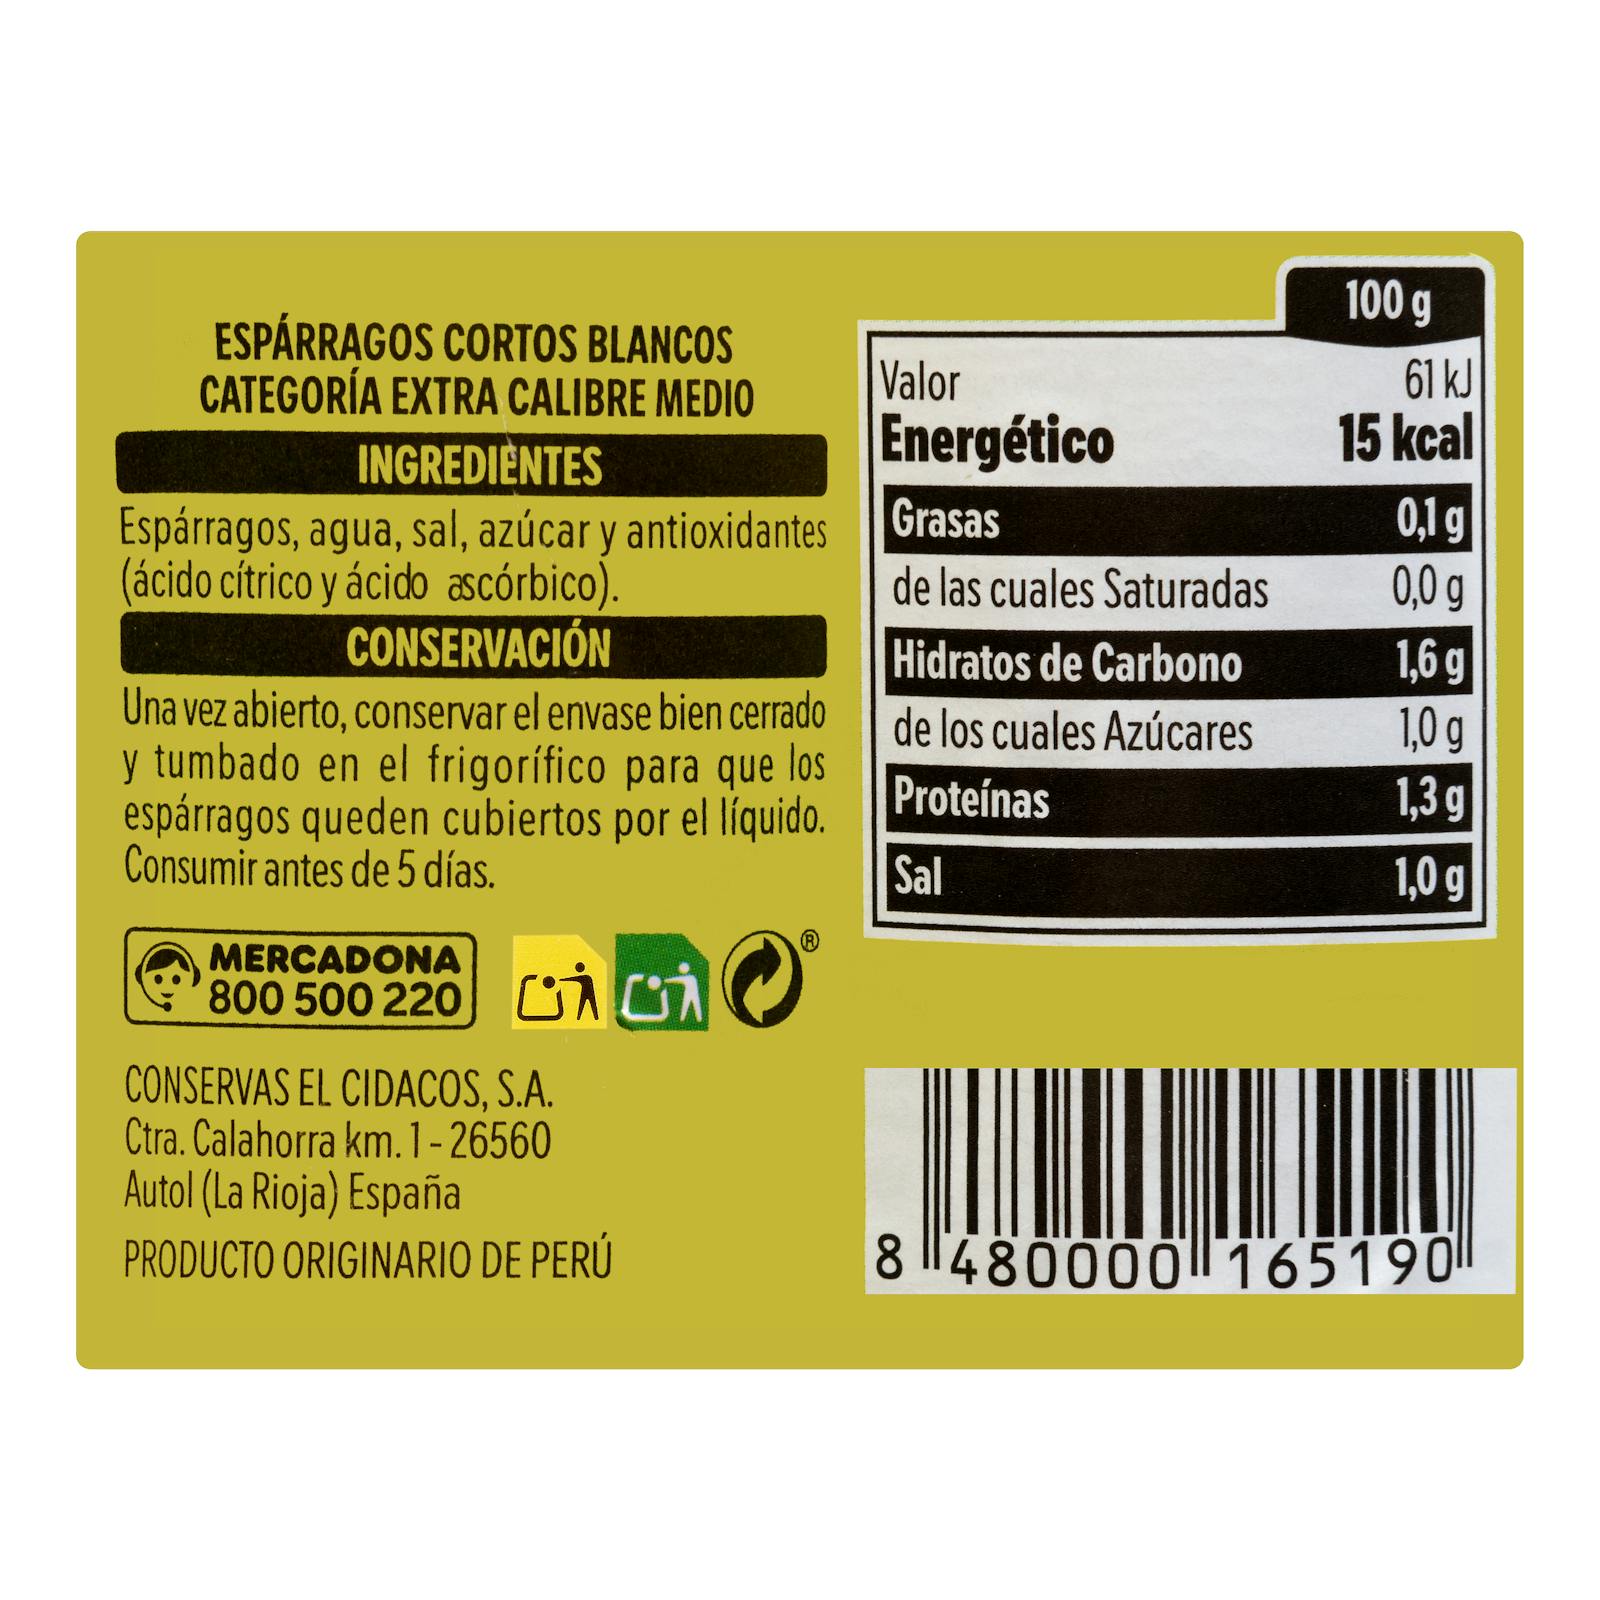 ESPÁRRAGOS CORTOS BLANCOS
CATEGORÍA EXTRA CALIBRE MEDIO
INGREDIENTES
Espárragos, agua, sal, azúcar y antioxidantes
(ácido cítrico y ácido ascórbico).
CONSERVACIÓN
Una vez abierto, conservar el envase bien cerrado
y tumbado en el frigorífico para que los
espárragos queden cubiertos por el líquido.
Consumir antes de 5 días.
MERCADONA
800 500 220
®
CONSERVAS EL CIDACOS, S.A.
Ctra. Calahorra km. 1 - 26560
Autol (La Rioja) España
PRODUCTO ORIGINARIO DE PERÚ
100 g
Valor 61 kJ
Energético 15 kcal
Grasas 0,1 g
de las cuales Saturadas 0,0 g
Hidratos de Carbono 1,6 g
de los cuales Azúcares 1,0 g
Proteínas 1,3 g
Sal 1,0 g
8 480000 165190